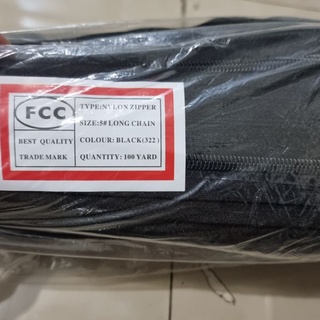 FCC
BEST QUALITY
TRADE MARK
TYPE:NYLON ZIPPER
SIZE:5# LONG CHAIN
COLOUR: BLACK(322)
QUANTITY: 100 YARD